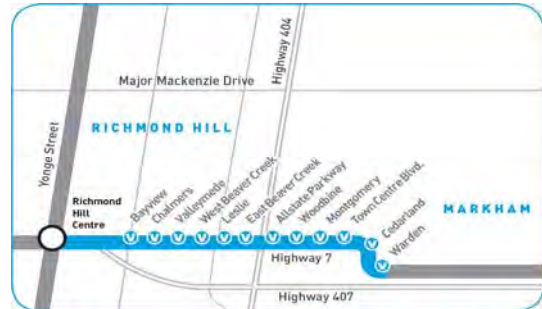 Highway 404
Major Mackenzie Drive
Yonge Street
RICHMOND HILL
Richmond
Hill
Centre
Bayview
Chalmers
Valleymede
West Beaver Creek
Leslie
East Beaver Creek
Allstate Parkway
Woodbine
Montgomery
Town Centre Blvd.
Cedarland
Warden
MARKHAM
Highway 7
Highway 407